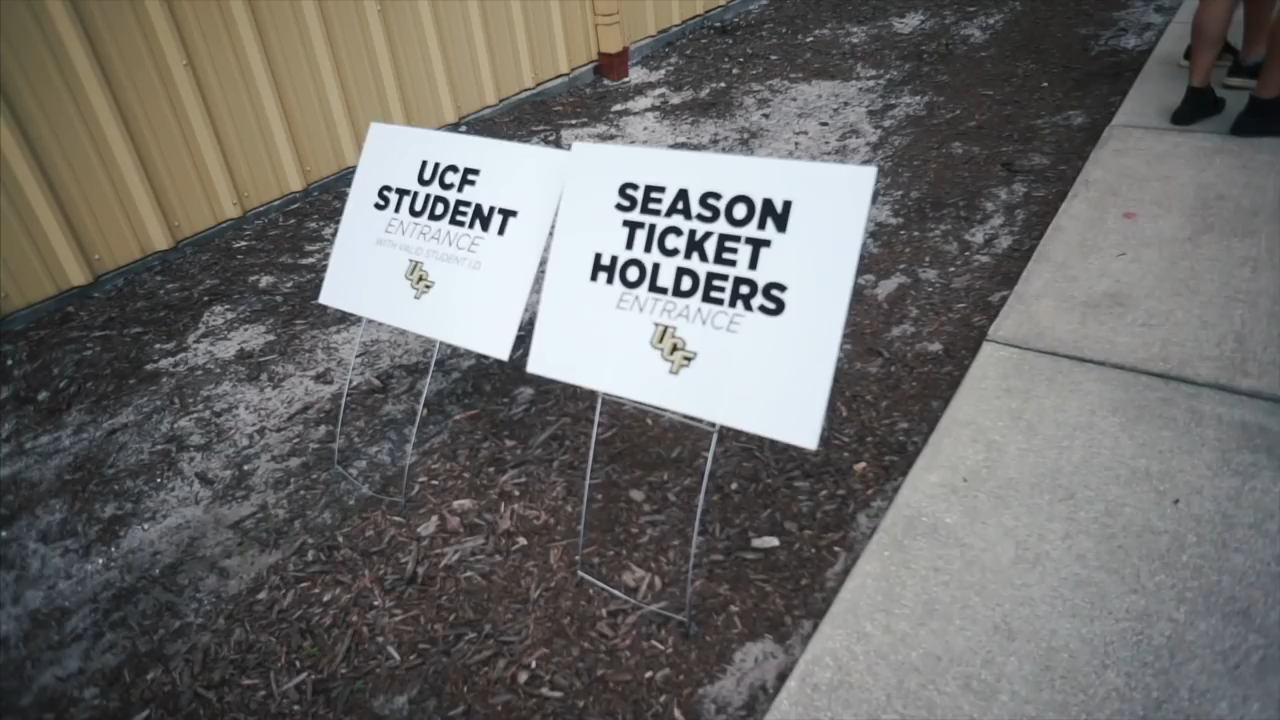 UCF
STUDENT
ENTRANCE
WITH VALID STUDENT I.D.
UCF
SEASON
TICKET
HOLDERS
ENTRANCE
UCF